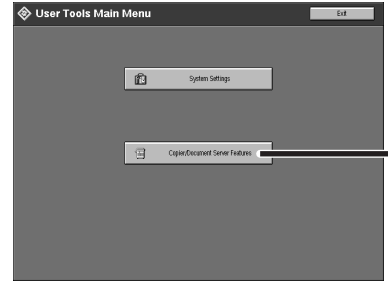 User Tools Main Menu
Exit
System Settings
Copier/Document Server Features